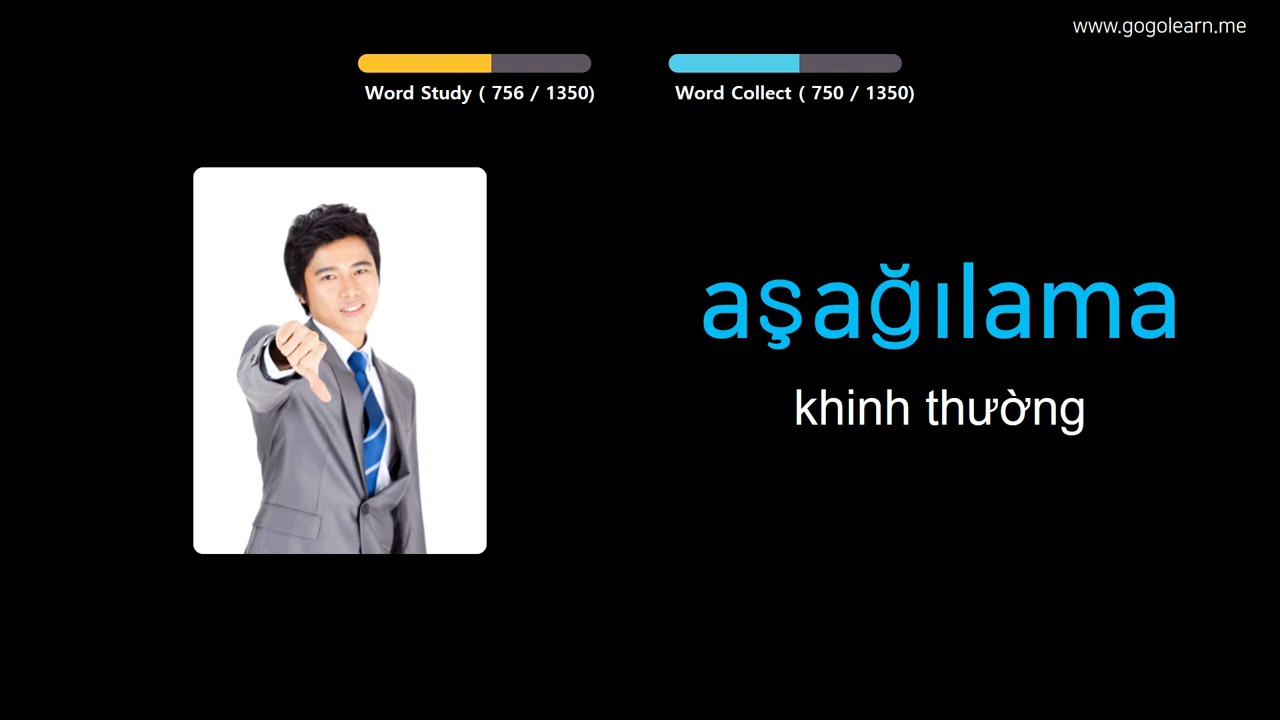 www.gogolearn.me
Word Study ( 756 / 1350)
Word Collect ( 750 / 1350)
aşağılama
khinh thường